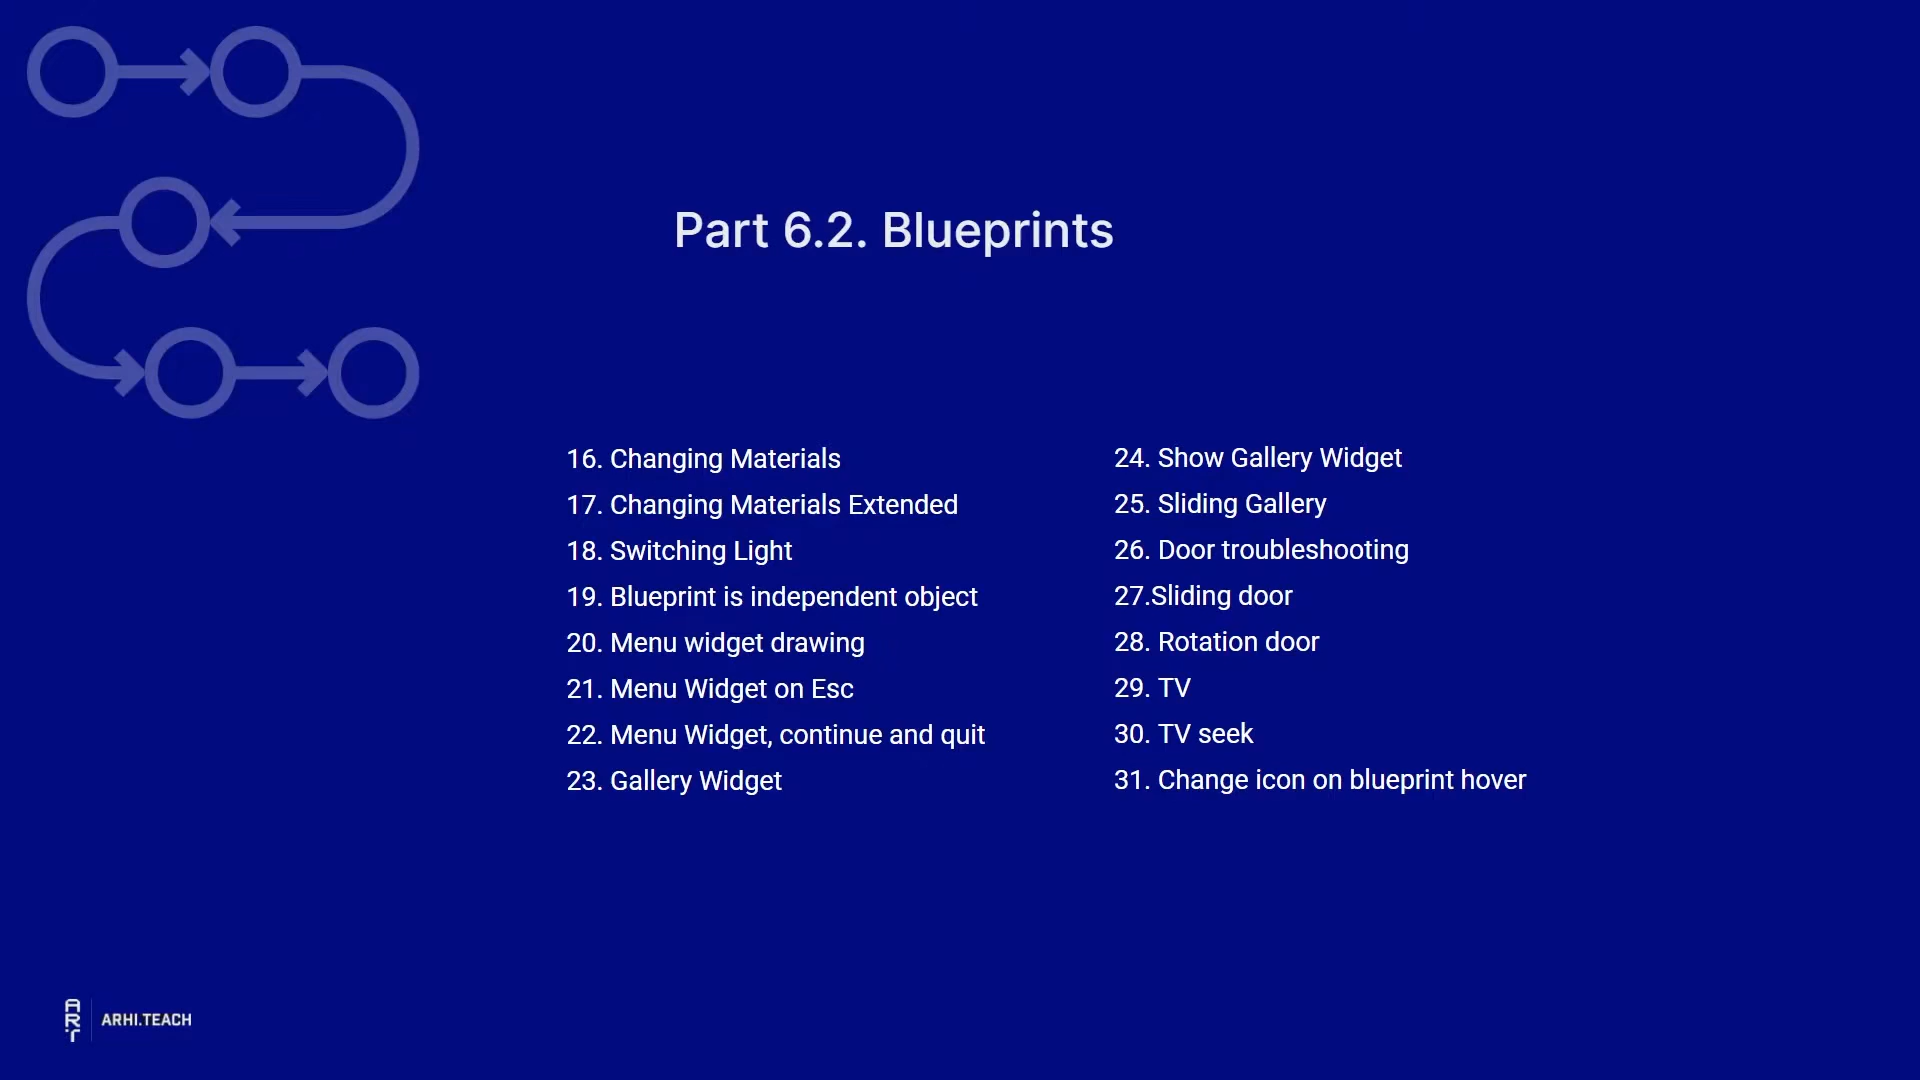 Part 6.2. Blueprints
16. Changing Materials
17. Changing Materials Extended
18. Switching Light
19. Blueprint is independent object
20. Menu widget drawing
21. Menu Widget on Esc
22. Menu Widget, continue and quit
23. Gallery Widget
24. Show Gallery Widget
25. Sliding Gallery
26. Door troubleshooting
27.Sliding door
28. Rotation door
29. TV
30. TV seek
31. Change icon on blueprint hover
ART
ARHI.TEACH